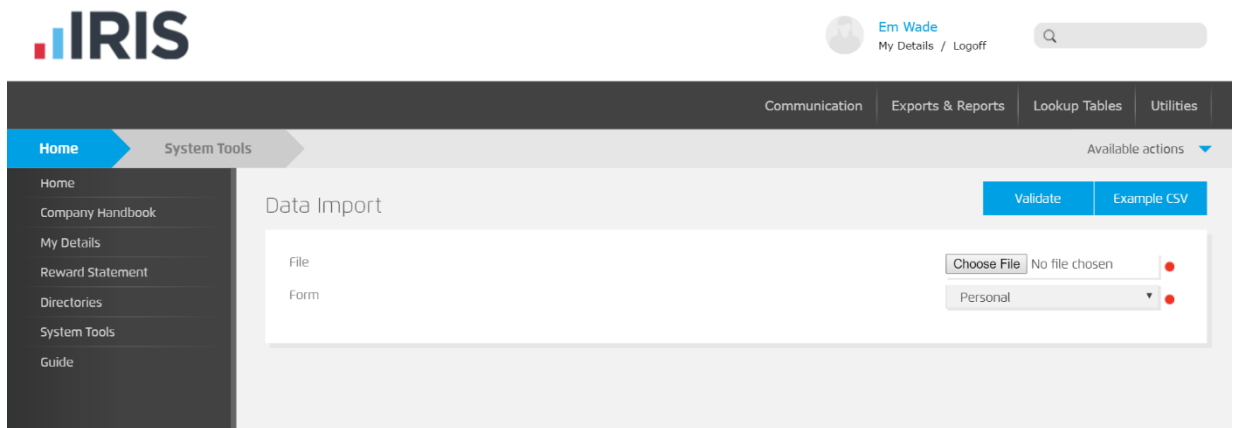 IRIS
Em Wade
My Details / Logoff
Communication Exports & Reports Lookup Tables Utilities
Home System Tools Available actions
Home
Company Handbook
My Details
Reward Statement
Directories
System Tools
Guide
Data Import
Validate Example CSV
File Choose File No file chosen
Form Personal